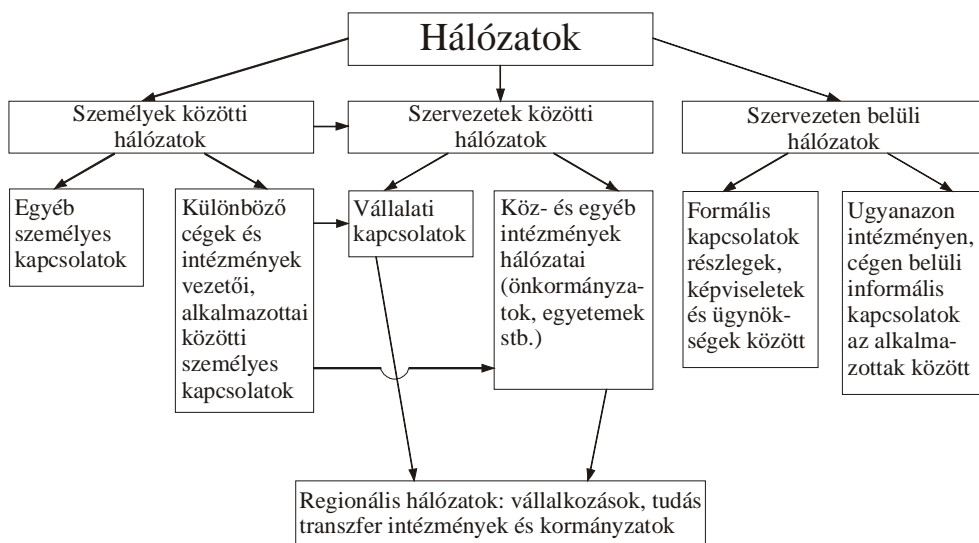 Hálózatok
Személyek közötti
hálózatok
Szervezetek közötti
hálózatok
Szervezeten belüli
hálózatok
Egyéb
személyes
kapcsolatok
Különböző
cégek és
intézmények
vezetői,
alkalmazottai
közötti
személyes
kapcsolatok
Vállalati
kapcsolatok
Köz- és egyéb
intézmények
hálózatai
(önkormányza-
tok, egyetemek
stb.)
Formális
kapcsolatok
részlegek,
képviseletek
és ügynök-
ségek között
Ugyanazon
intézményen,
cégen belüli
informális
kapcsolatok
az alkalma-
zottak között
Regionális hálózatok: vállalkozások, tudás
transzfer intézmények és kormányzatok